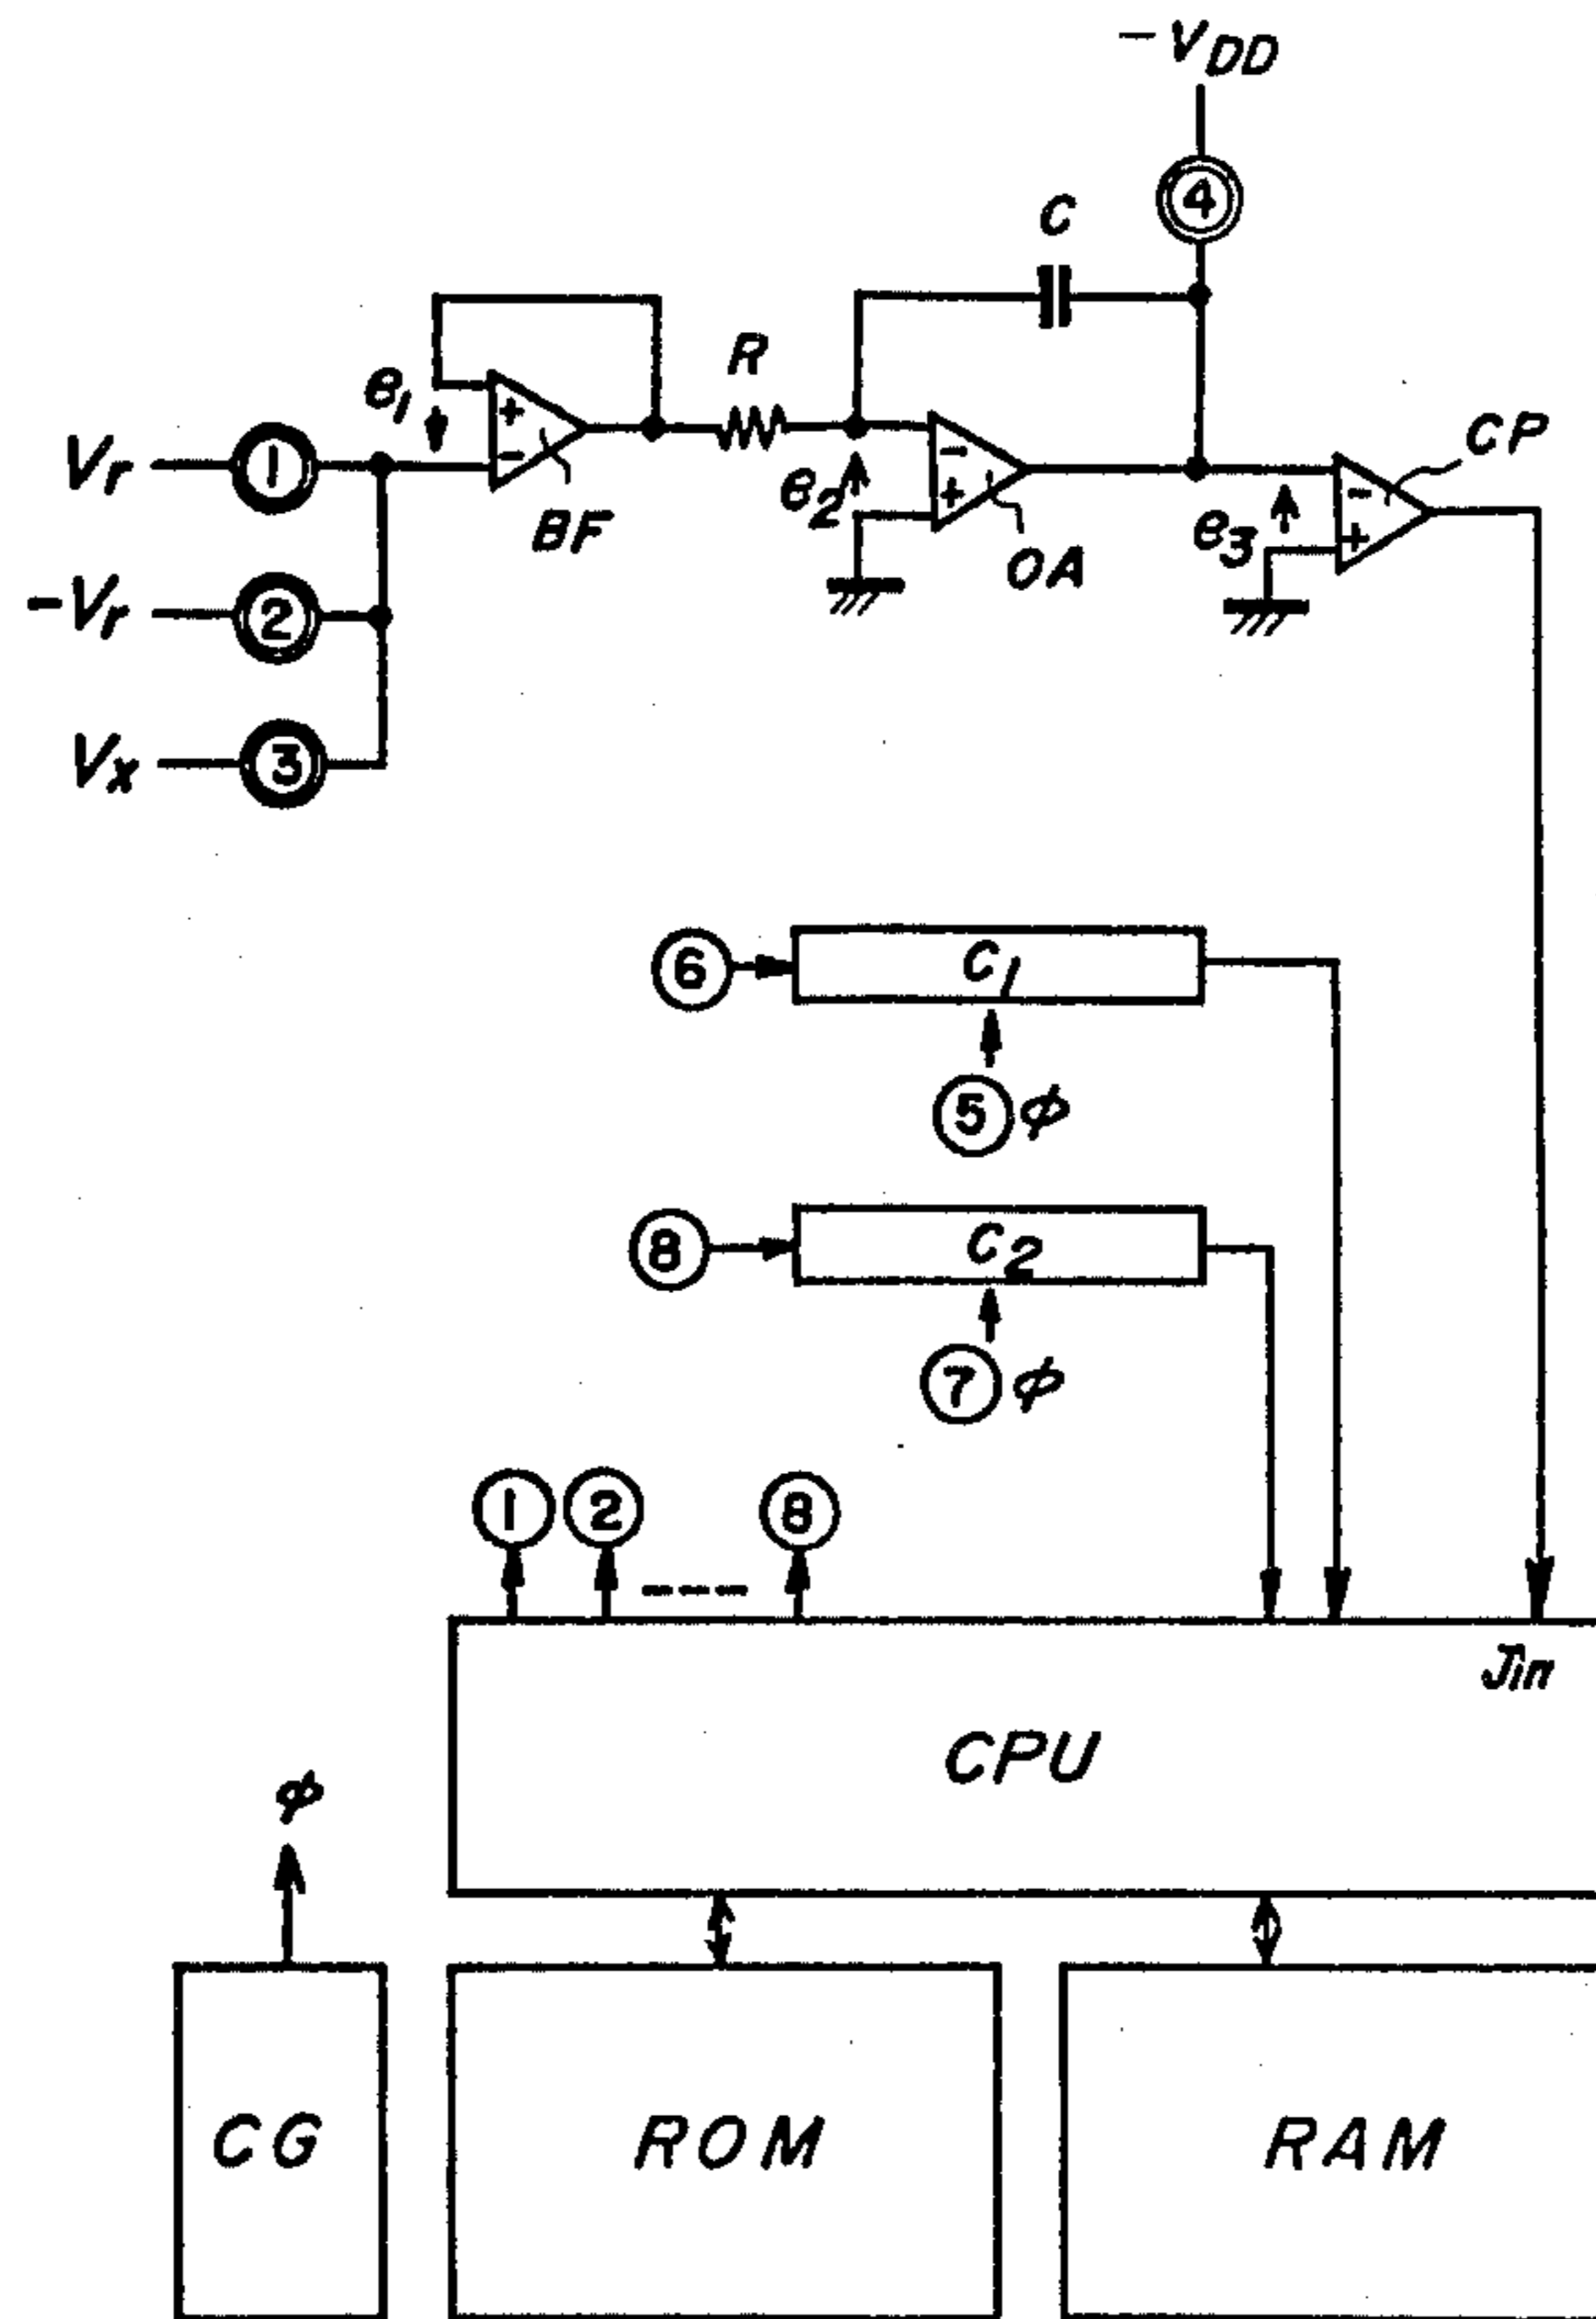 -VDD
④
C
R
e1
+
-
BF
Vr ①
-Vr ②
Vx ③
e2
-
+
OA
CP
e3
-
+
⑥ C1
⑤ φ
⑧ C2
⑦ φ
① ② --- ⑧
Jin
CPU
φ
CG
ROM
RAM